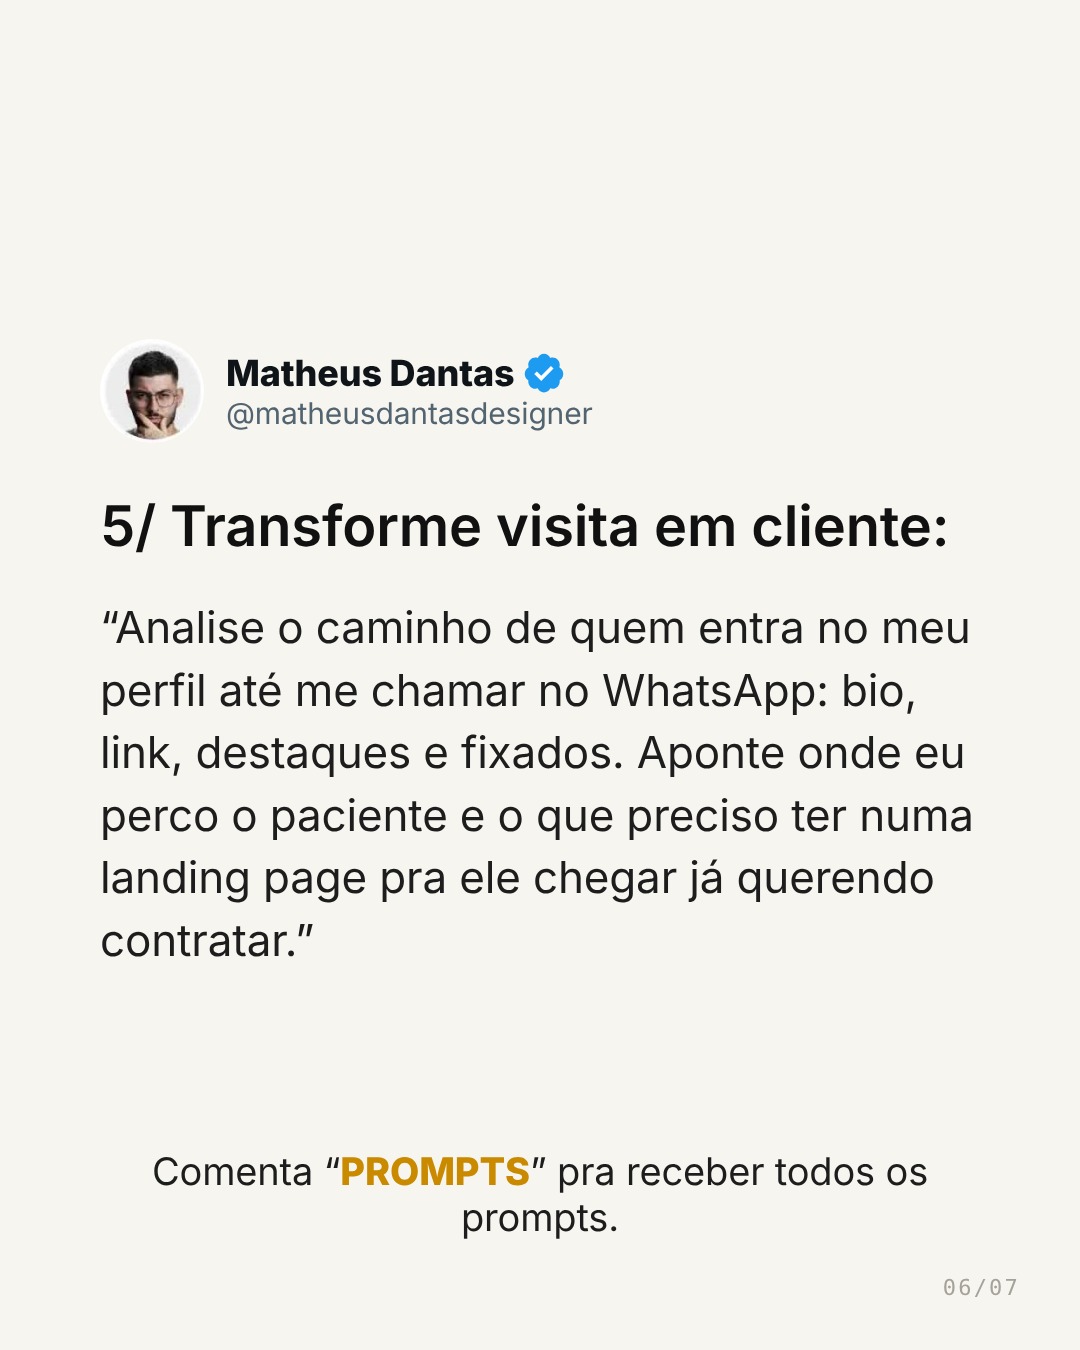 Matheus Dantas
@matheusdantasdesigner
5/ Transforme visita em cliente:
“Analise o caminho de quem entra no meu
perfil até me chamar no WhatsApp: bio,
link, destaques e fixados. Aponte onde eu
perco o paciente e o que preciso ter numa
landing page pra ele chegar já querendo
contratar.”
Comenta “PROMPTS” pra receber todos os
prompts.
06/07